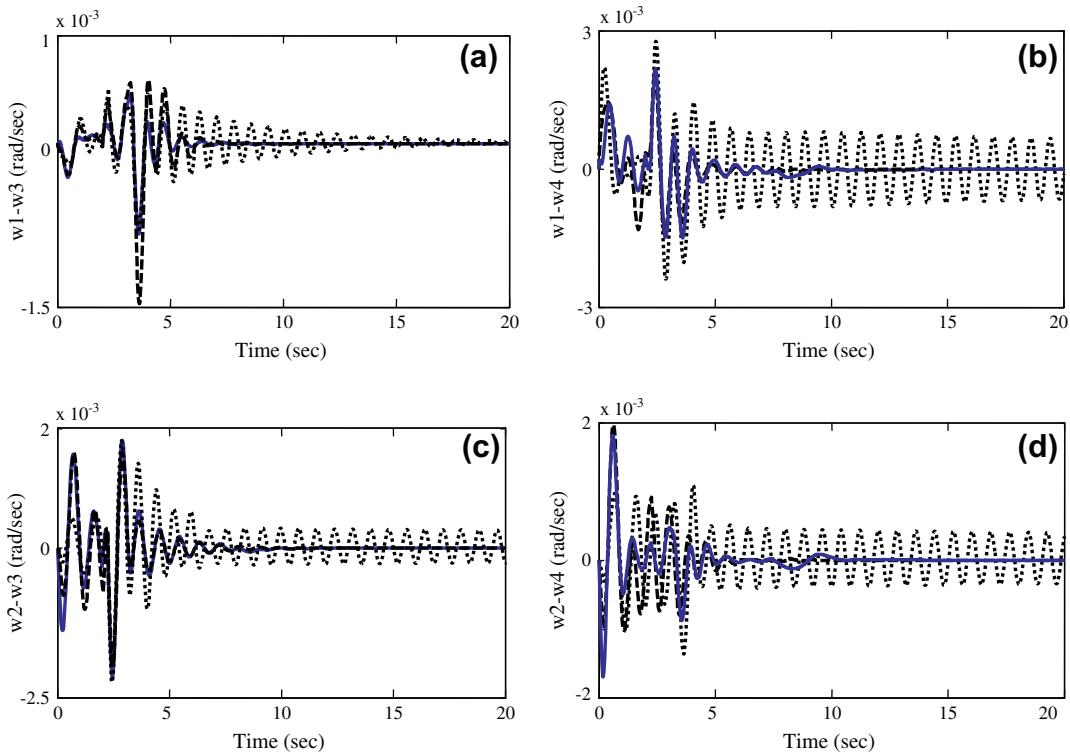 x 10-3
1
(a)
w1-w3 (rad/sec)
0
-1.5
0 5 10 15 20
Time (sec)
x 10-3
3
(b)
w1-w4 (rad/sec)
0
-3
0 5 10 15 20
Time (sec)
x 10-3
2
(c)
w2-w3 (rad/sec)
0
-2.5
0 5 10 15 20
Time (sec)
x 10-3
2
(d)
w2-w4 (rad/sec)
0
-2
0 5 10 15 20
Time (sec)